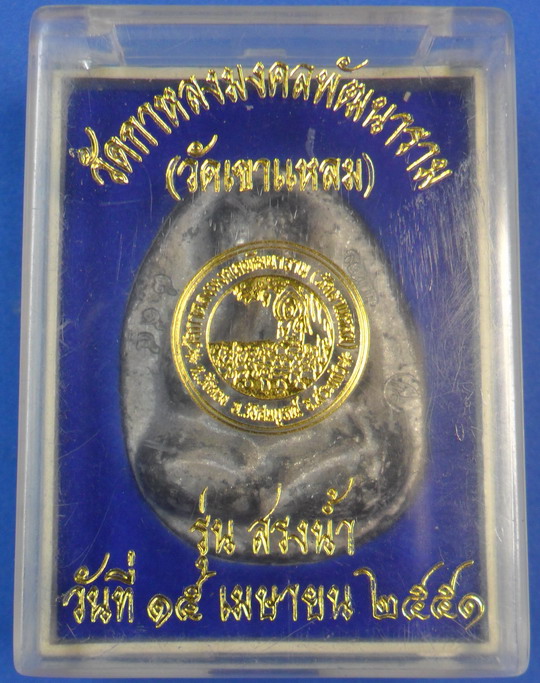 วัดกาหลงมงคลพัฒนาราม
(วัดเขาแหลม)
รุ่น สรงน้ำ
วันที่ ๑๕ เมษายน ๒๕๕๑